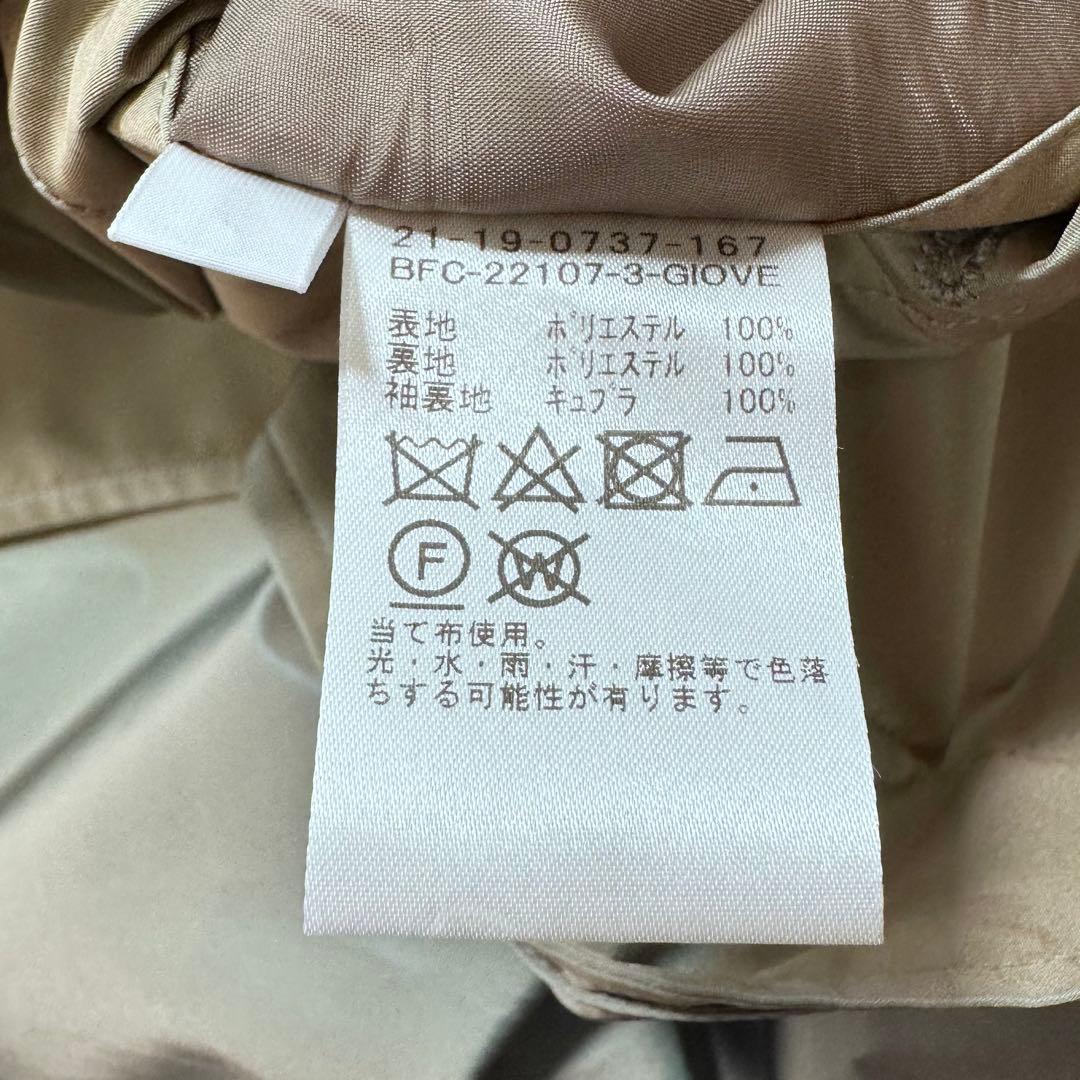 21-19-0737-167
BFC-22107-3-GIOVE
表地 ポリエステル 100%
裏地 ポリエステル 100%
袖裏地 キュプラ 100%
F W
当て布使用。
光・水・雨・汗・摩擦等で色落
ちする可能性が有ります。